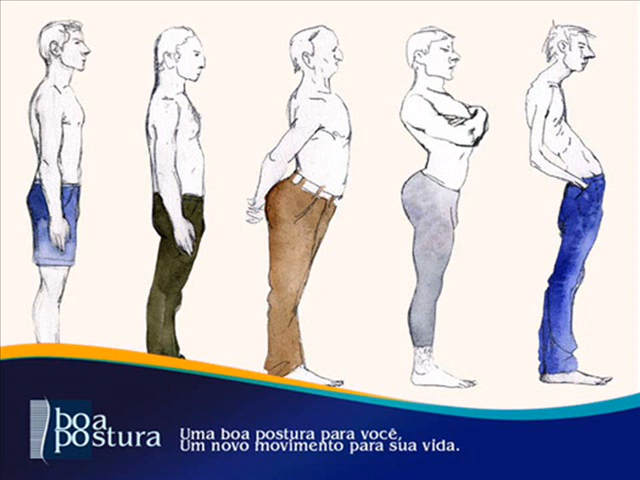 boa
postura
Uma boa postura para você,
Um novo movimento para sua vida.